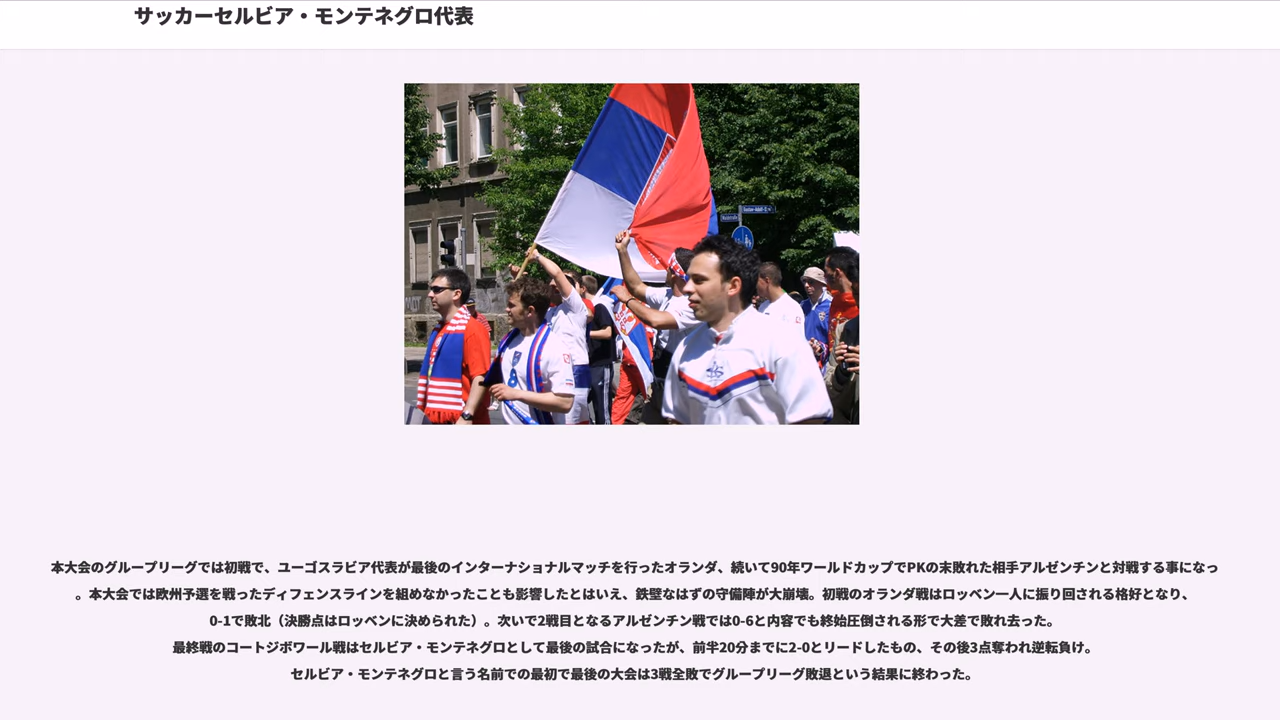 サッカーセルビア・モンテネグロ代表
本大会のグループリーグでは初戦で、ユーゴスラビア代表が最後のインターナショナルマッチを行ったオランダ、続いて90年ワールドカップでPKの末敗れた相手アルゼンチンと対戦する事になっ
。本大会では欧州予選を戦ったディフェンスラインを組めなかったことも影響したとはいえ、鉄壁なはずの守備陣が大崩壊。初戦のオランダ戦はロッベン一人に振り回される格好となり、
0-1で敗北（決勝点はロッベンに決められた）。次いで2戦目となるアルゼンチン戦では0-6と内容でも終始圧倒される形で大差で敗れ去った。
最終戦のコートジボワール戦はセルビア・モンテネグロとして最後の試合になったが、前半20分までに2-0とリードしたもの、その後3点奪われ逆転負け。
セルビア・モンテネグロと言う名前での最初で最後の大会は3戦全敗でグループリーグ敗退という結果に終わった。